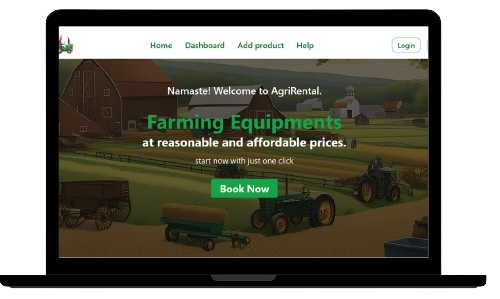 Home Dashboard Add product Help Login
Namaste! Welcome to AgriRental.
Farming Equipments
at reasonable and affordable prices.
start now with just one click
Book Now